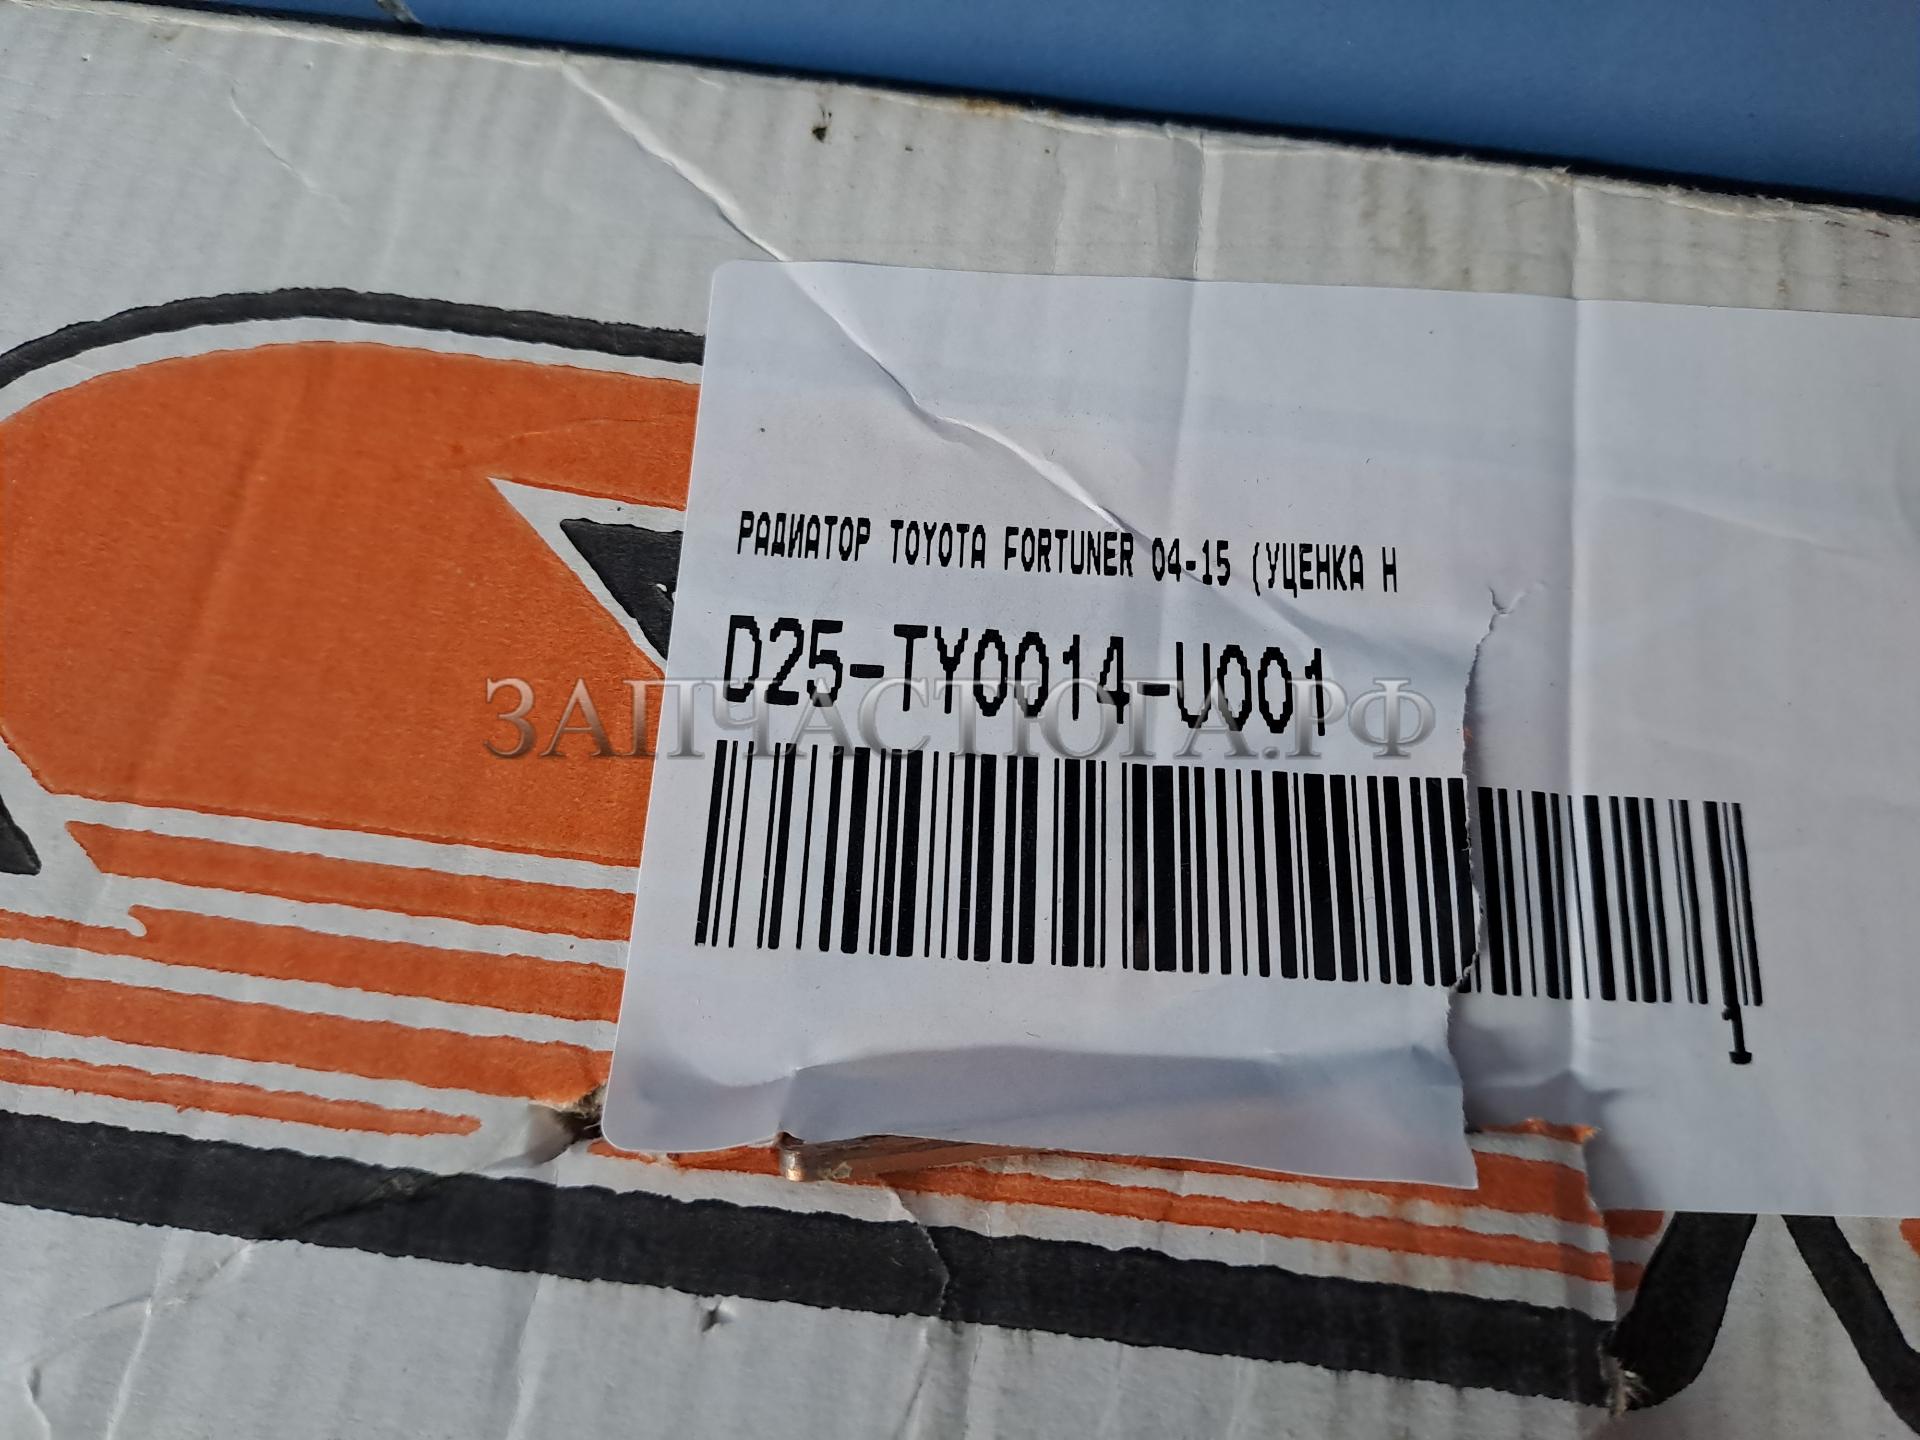 РАДИАТОР TOYOTA FORTUNER 04-15 (УЦЕНКА Н
D25-TY0014-U001
ЗАПЧАСТЮГА.РФ
1